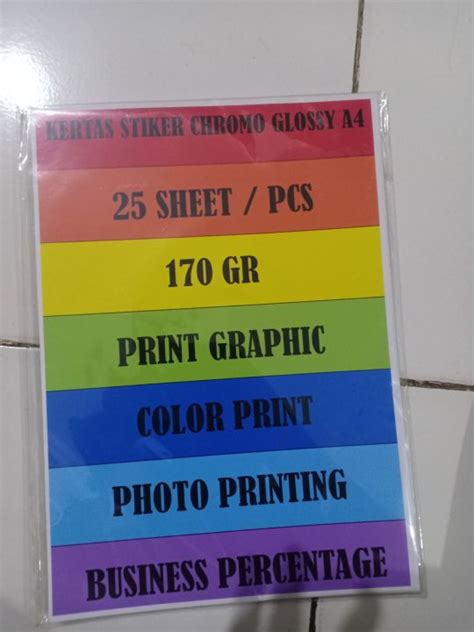 KERTAS STIKER CHROMO GLOSSY A4
25 SHEET / PCS
170 GR
PRINT GRAPHIC
COLOR PRINT
PHOTO PRINTING
BUSINESS PERCENTAGE